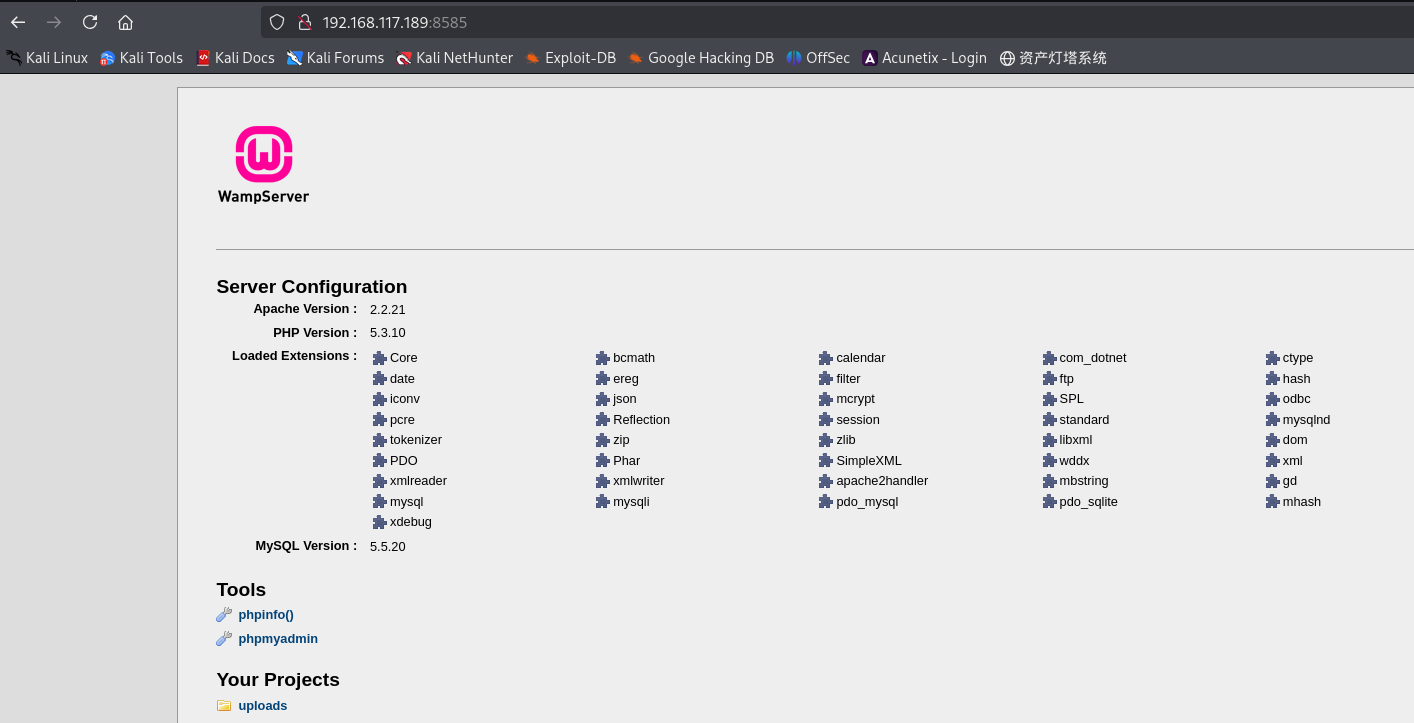 192.168.117.189:8585
Kali Linux Kali Tools Kali Docs Kali Forums Kali NetHunter Exploit-DB Google Hacking DB OffSec Acunetix - Login 资产灯塔系统
WampServer
Server Configuration
Apache Version : 2.2.21
PHP Version : 5.3.10
Loaded Extensions : Core bcmath calendar com_dotnet ctype
date ereg filter ftp hash
iconv json mcrypt SPL odbc
pcre Reflection session standard mysqlnd
tokenizer zip zlib libxml dom
PDO Phar SimpleXML wddx xml
xmlreader xmlwriter apache2handler mbstring gd
mysql mysqli pdo_mysql pdo_sqlite mhash
xdebug
MySQL Version : 5.5.20
Tools
phpinfo()
phpmyadmin
Your Projects
uploads